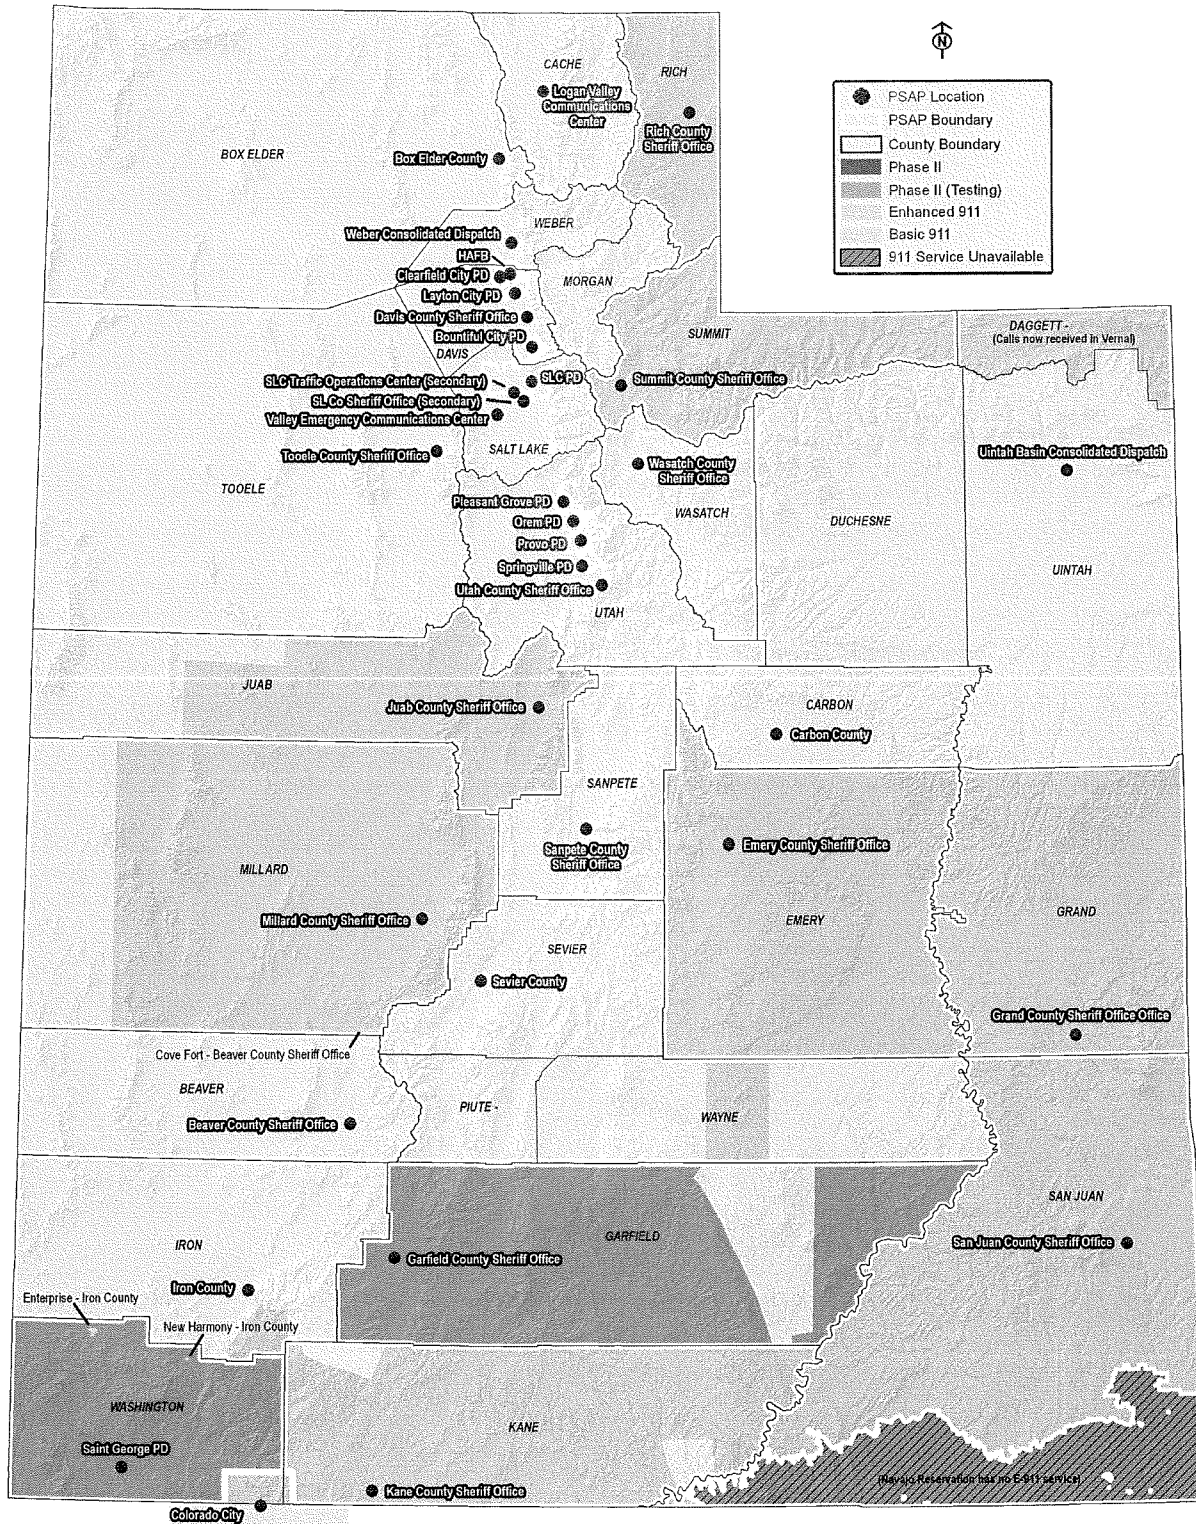 N
PSAP Location
PSAP Boundary
County Boundary
Phase II
Phase II (Testing)
Enhanced 911
Basic 911
911 Service Unavailable
CACHE
Logan Valley
Communications
Center
RICH
Rich County
Sheriff Office
BOX ELDER
Box Elder County
WEBER
Weber Consolidated Dispatch
HAFB
Clearfield City PD
MORGAN
Layton City PD
Davis County Sheriff Office
Bountiful City PD
DAVIS
SUMMIT
DAGGETT -
(Calls now received in Vernal)
SLC Traffic Operations Center (Secondary)
SLC PD
Summit County Sheriff Office
SL Co Sheriff Office (Secondary)
Valley Emergency Communications Center
SALT LAKE
Tooele County Sheriff Office
Wasatch County
Sheriff Office
Uintah Basin Consolidated Dispatch
TOOELE
Pleasant Grove PD
WASATCH
DUCHESNE
Orem PD
Provo PD
Springville PD
UINTAH
Utah County Sheriff Office
UTAH
JUAB
Juab County Sheriff Office
CARBON
Carbon County
SANPETE
Sanpete County
Sheriff Office
Emery County Sheriff Office
MILLARD
Millard County Sheriff Office
EMERY
GRAND
SEVIER
Sevier County
Grand County Sheriff Office Office
Cove Fort - Beaver County Sheriff Office
BEAVER
Beaver County Sheriff Office
PIUTE -
WAYNE
SAN JUAN
IRON
GARFIELD
San Juan County Sheriff Office
Garfield County Sheriff Office
Iron County
Enterprise - Iron County
New Harmony - Iron County
WASHINGTON
KANE
Saint George PD
(Navajo Reservation has no E-911 service)
Kane County Sheriff Office
Colorado City